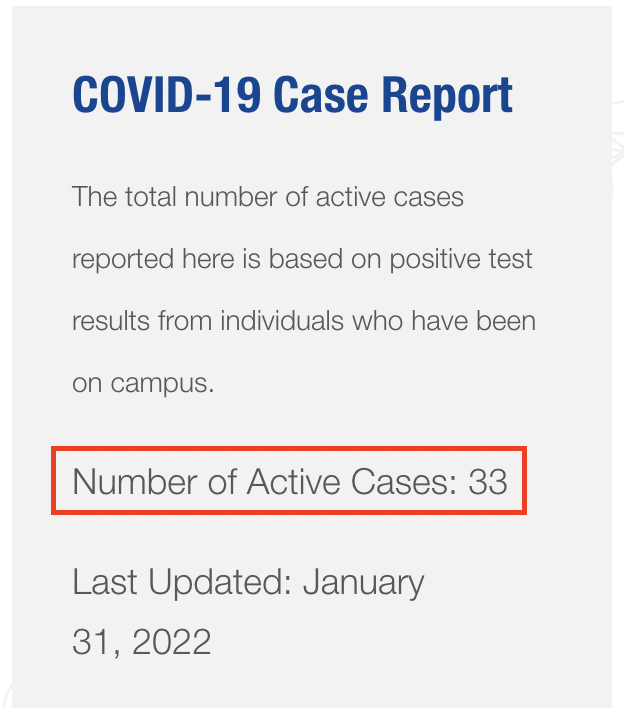 COVID-19 Case Report
The total number of active cases
reported here is based on positive test
results from individuals who have been
on campus.
Number of Active Cases: 33
Last Updated: January
31, 2022